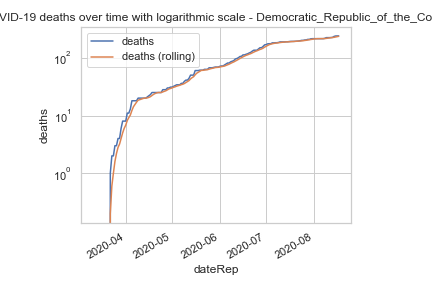 VID-19 deaths over time with logarithmic scale - Democratic_Republic_of_the_Co
deaths
deaths (rolling)
10²
10¹
10⁰
deaths
2020-04
2020-05
2020-06
2020-07
2020-08
dateRep